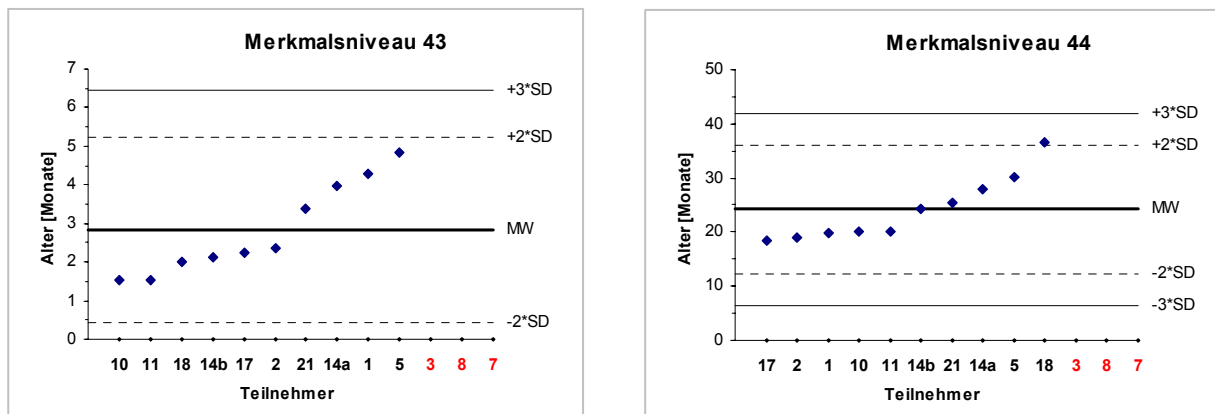 Merkmalsniveau 43
7
6
5
4
3
2
1
0
Alter [Monate]
+3*SD
+2*SD
MW
-2*SD
10 11 18 14b 17 2 21 14a 1 5 3 8 7
Teilnehmer
Merkmalsniveau 44
50
40
30
20
10
0
Alter [Monate]
+3*SD
+2*SD
MW
-2*SD
-3*SD
17 2 1 10 11 14b 21 14a 5 18 3 8 7
Teilnehmer